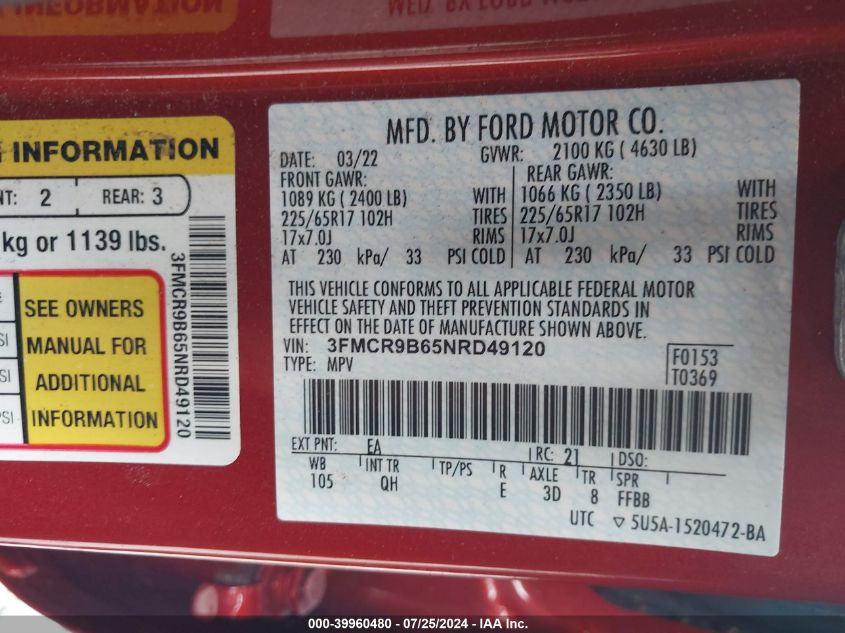 INFORMATION
2
REAR: 3
kg or 1139 lbs.
SEE OWNERS
MANUAL FOR
ADDITIONAL
INFORMATION
3FMCR9B65NRD49120
MFD. BY FORD MOTOR CO.
DATE: 03/22 GVWR: 2100 KG ( 4630 LB)
FRONT GAWR: REAR GAWR:
1089 KG ( 2400 LB) WITH 1066 KG ( 2350 LB) WITH
225/65R17 102H TIRES 225/65R17 102H TIRES
17x7.0J RIMS 17x7.0J RIMS
AT 230 kPa/ 33 PSI COLD AT 230 kPa/ 33 PSI COLD
THIS VEHICLE CONFORMS TO ALL APPLICABLE FEDERAL MOTOR
VEHICLE SAFETY AND THEFT PREVENTION STANDARDS IN
EFFECT ON THE DATE OF MANUFACTURE SHOWN ABOVE.
VIN: 3FMCR9B65NRD49120
TYPE: MPV
F0153
T0369
EXT PNT: EA RC: 21 DSO:
WB INT TR TP/PS R AXLE TR SPR
105 QH E 3D 8 FFBB
UTC ▽ 5U5A-1520472-BA
000-39960480 - 07/25/2024 - IAA Inc.